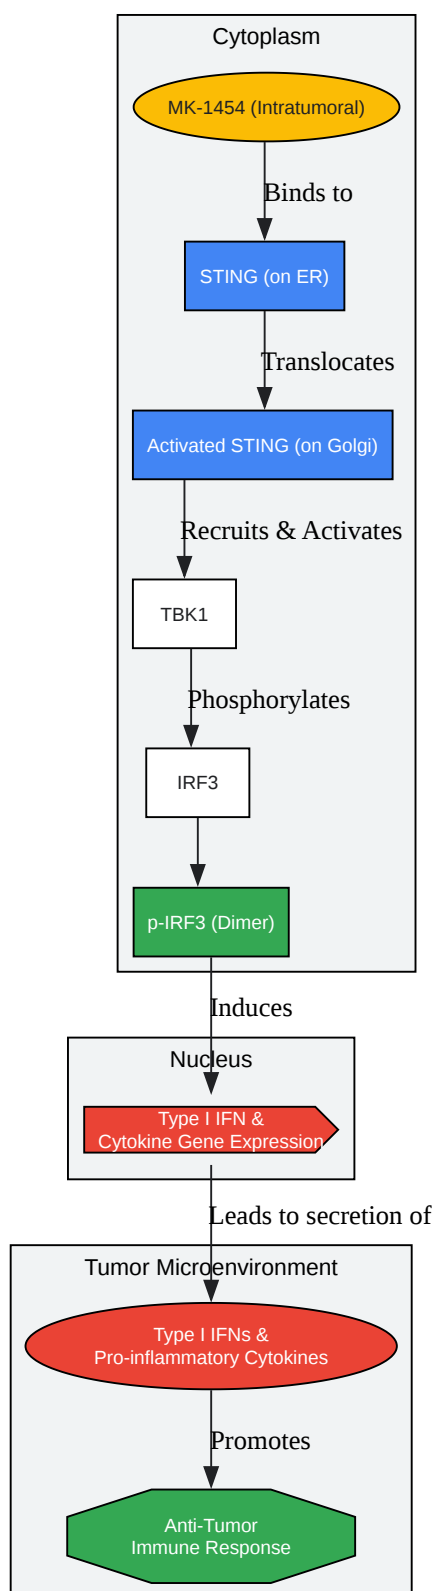 Cytoplasm
MK-1454 (Intratumoral)
Binds to
STING (on ER)
Translocates
Activated STING (on Golgi)
Recruits & Activates
TBK1
Phosphorylates
IRF3
p-IRF3 (Dimer)
Induces
Nucleus
Type I IFN &
Cytokine Gene Expression
Leads to secretion of
Tumor Microenvironment
Type I IFNs &
Pro-inflammatory Cytokines
Promotes
Anti-Tumor
Immune Response